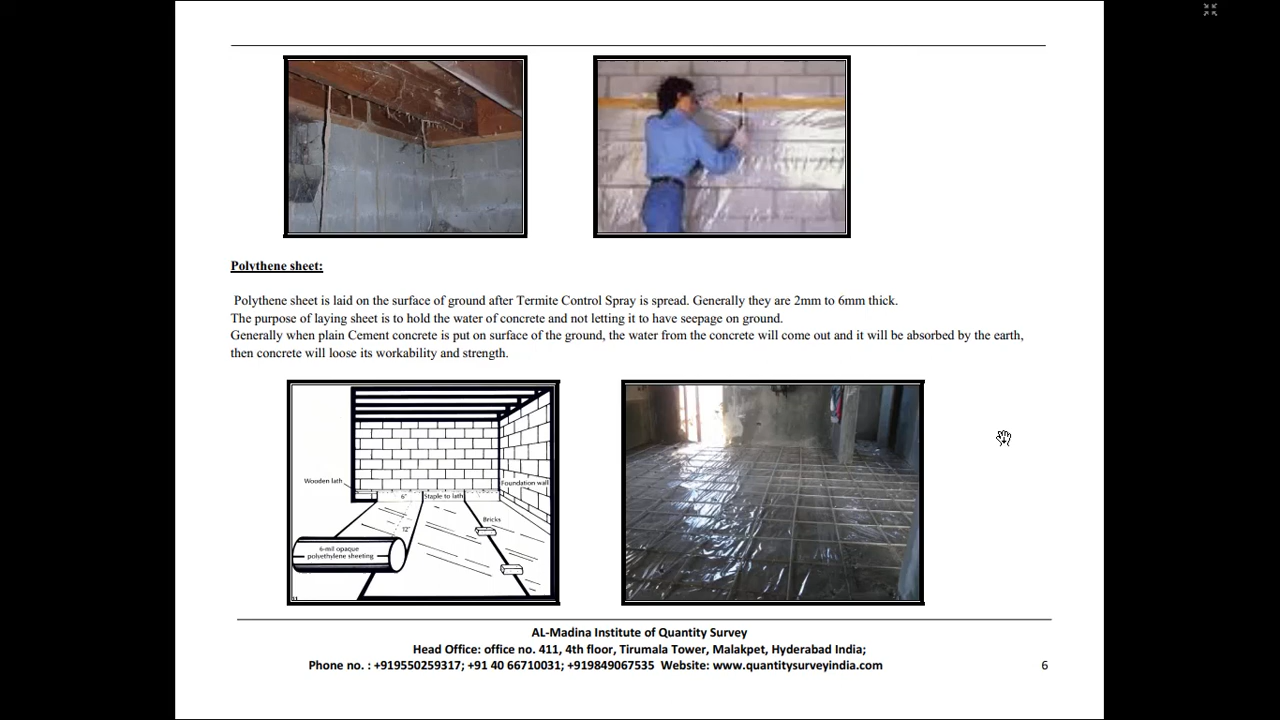 Polythene sheet:
Polythene sheet is laid on the surface of ground after Termite Control Spray is spread. Generally they are 2mm to 6mm thick.
The purpose of laying sheet is to hold the water of concrete and not letting it to have seepage on ground.
Generally when plain Cement concrete is put on surface of the ground, the water from the concrete will come out and it will be absorbed by the earth,
then concrete will loose its workability and strength.
Wooden lath
6"
Staple to lath
Foundation wall
12"
Bricks
6-mil opaque
polyethylene sheeting
AL-Madina Institute of Quantity Survey
Head Office: office no. 411, 4th floor, Tirumala Tower, Malakpet, Hyderabad India;
Phone no. : +919550259317; +91 40 66710031; +919849067535 Website: www.quantitysurveyindia.com
6